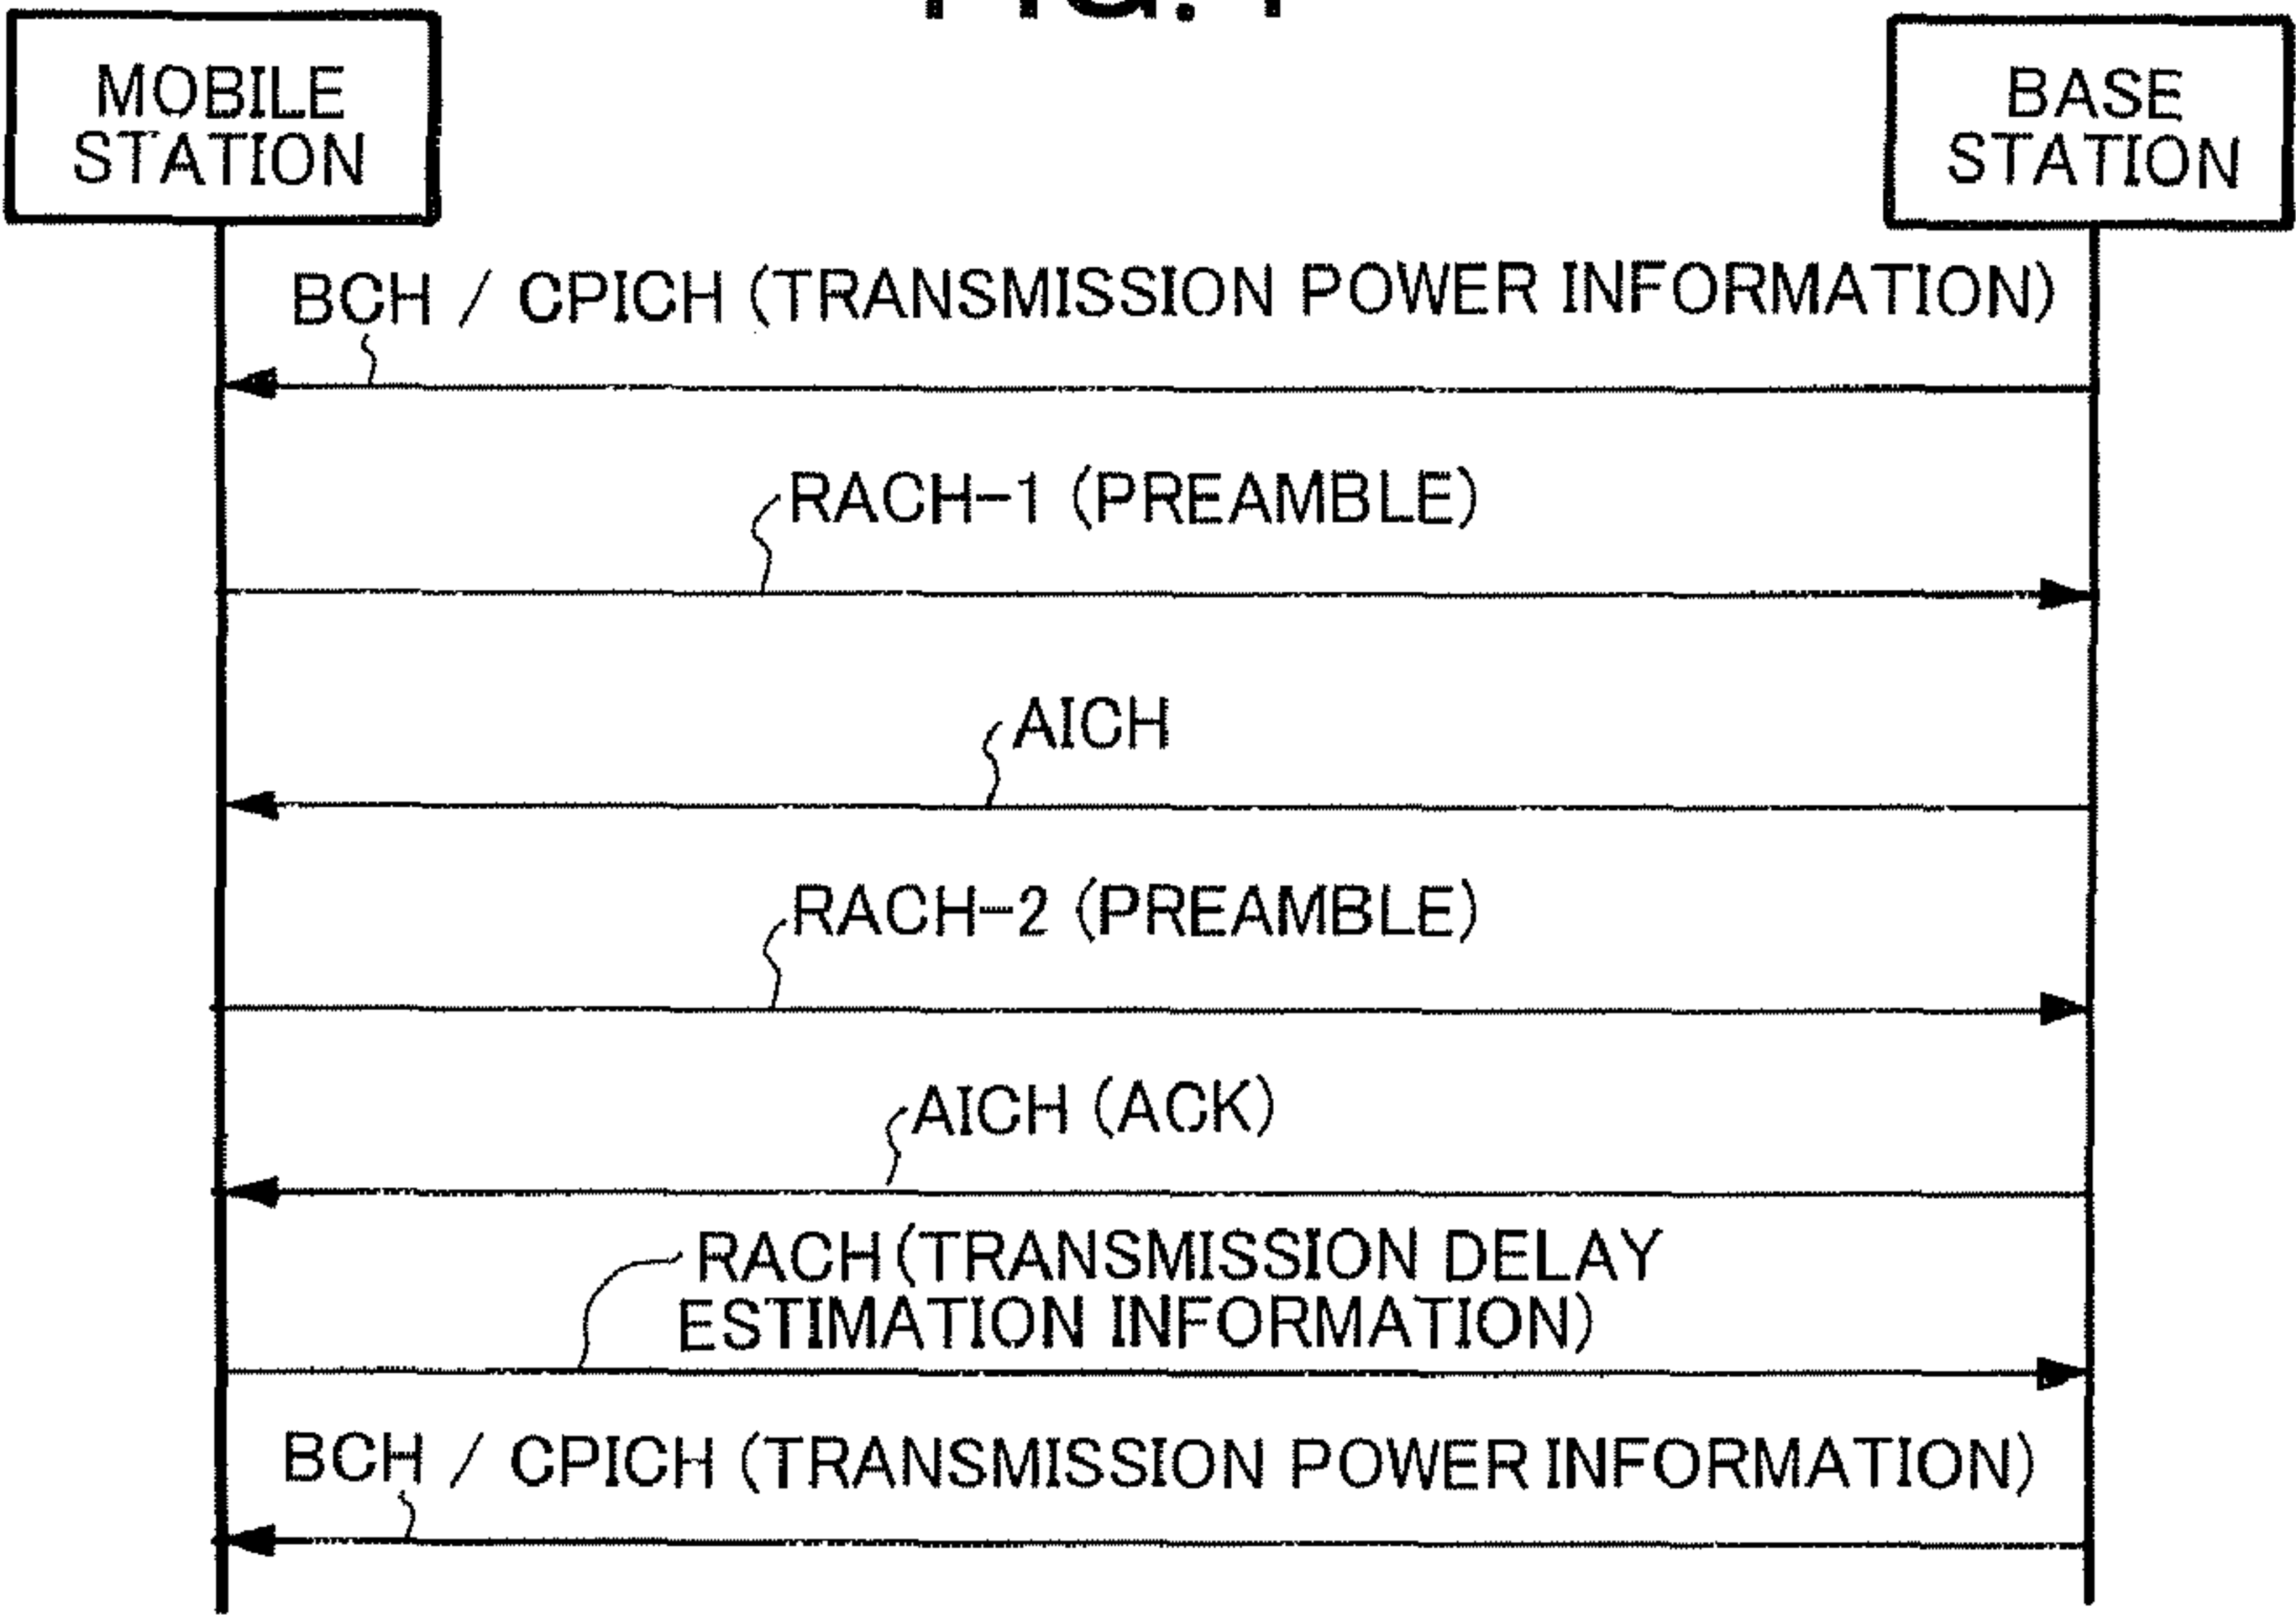 MOBILE
STATION
BASE
STATION
BCH / CPICH (TRANSMISSION POWER INFORMATION)
RACH-1 (PREAMBLE)
AICH
RACH-2 (PREAMBLE)
AICH (ACK)
RACH (TRANSMISSION DELAY
ESTIMATION INFORMATION)
BCH / CPICH (TRANSMISSION POWER INFORMATION)